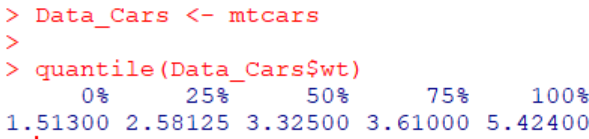 > Data_Cars <- mtcars
>
> quantile(Data_Cars$wt)
0% 25% 50% 75% 100%
1.51300 2.58125 3.32500 3.61000 5.42400